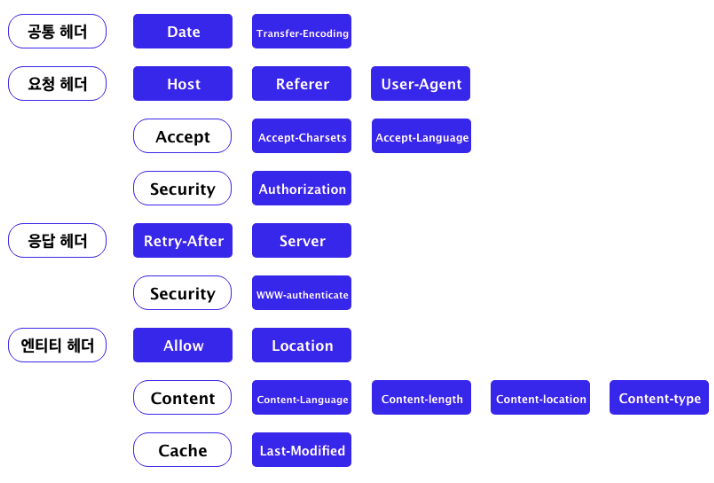 공통 헤더 Date Transfer-Encoding
요청 헤더 Host Referer User-Agent
Accept Accept-Charsets Accept-Language
Security Authorization
응답 헤더 Retry-After Server
Security WWW-authenticate
엔티티 헤더 Allow Location
Content Content-Language Content-length Content-location Content-type
Cache Last-Modified